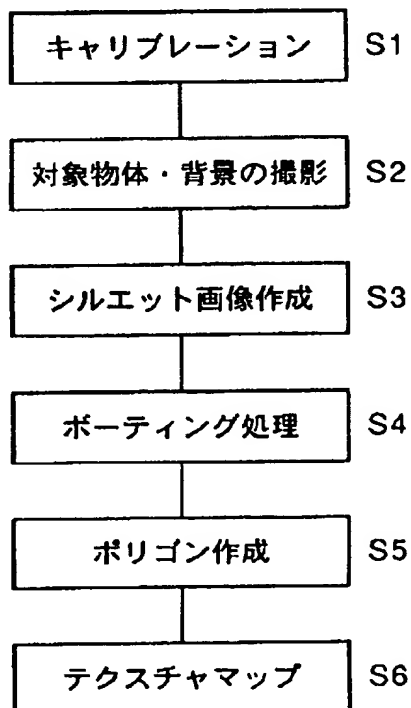 キャリブレーション S1
対象物体・背景の撮影 S2
シルエット画像作成 S3
ボーティング処理 S4
ポリゴン作成 S5
テクスチャマップ S6